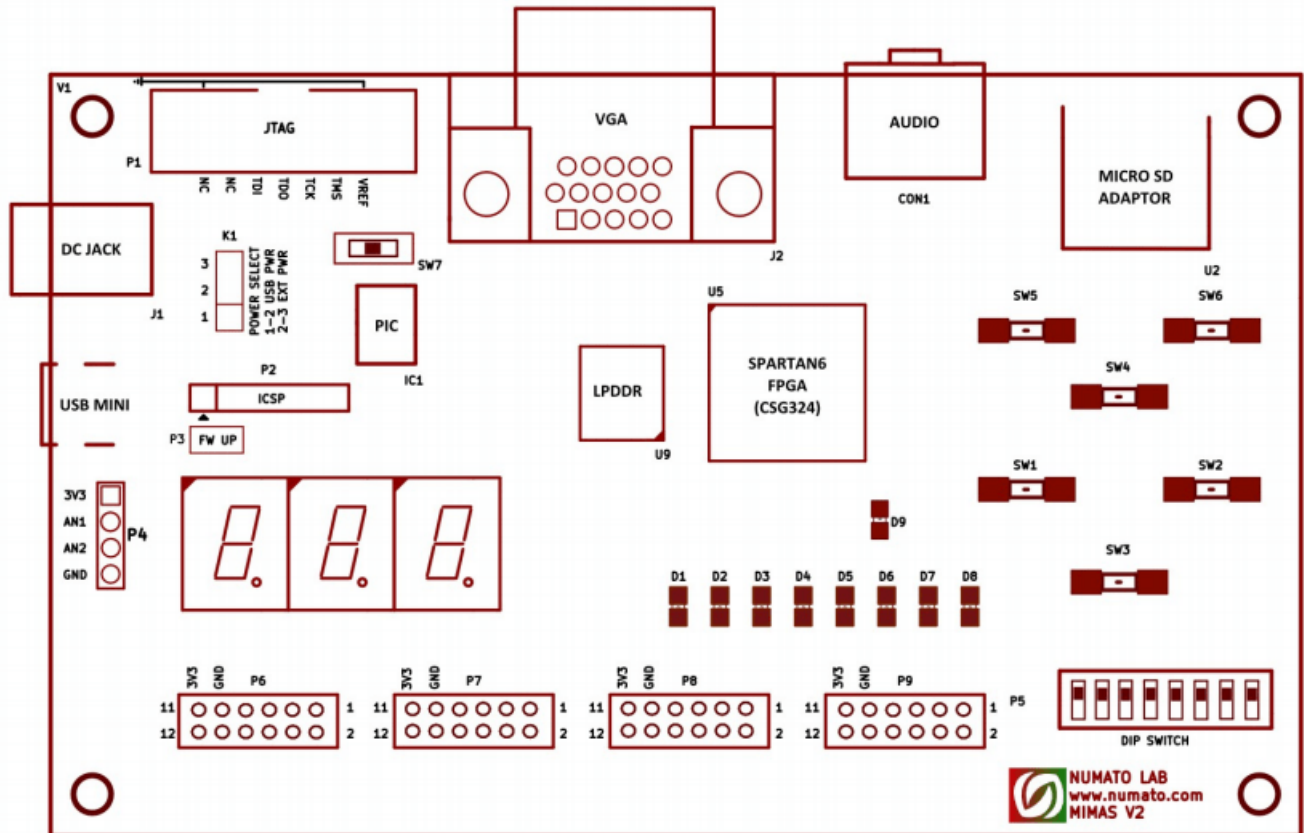 V1
JTAG
P1
NC
NC
TDI
TDO
TCK
TMS
VREF
VGA
J2
AUDIO
CON1
MICRO SD
ADAPTOR
U2
DC JACK
J1
K1
3
2
1
POWER SELECT
1-2 USB PWR
2-3 EXT PWR
SW7
PIC
IC1
U5
SPARTAN6
FPGA
(CSG324)
LPDDR
U9
SW5
SW6
SW4
SW1
SW2
SW3
USB MINI
P2
ICSP
P3
FW UP
3V3
AN1
AN2
GND
P4
D9
D1 D2 D3 D4 D5 D6 D7 D8
3V3 GND P6
11 1
12 2
3V3 GND P7
11 1
12 2
3V3 GND P8
11 1
12 2
3V3 GND P9
11 1
12 2
P5
DIP SWITCH
NUMATO LAB
www.numato.com
MIMAS V2